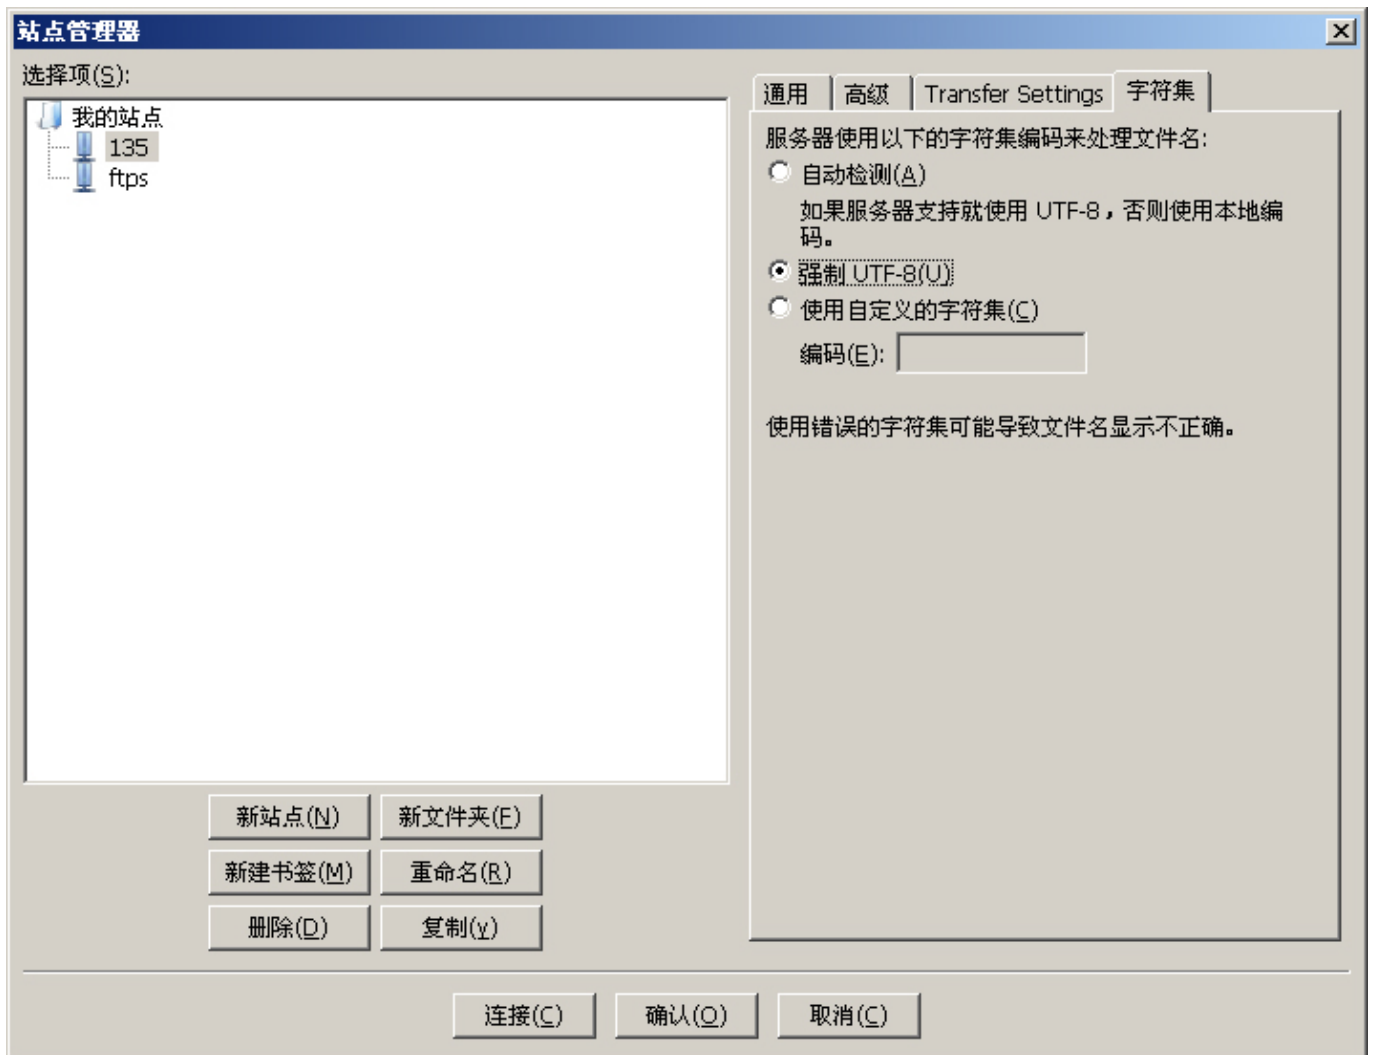 站点管理器
选择项(S):
我的站点
135
ftps
新站点(N)
新文件夹(F)
新建书签(M)
重命名(R)
删除(D)
复制(y)
通用
高级
Transfer Settings
字符集
服务器使用以下的字符集编码来处理文件名:
自动检测(A)
如果服务器支持就使用 UTF-8，否则使用本地编
码。
强制 UTF-8(U)
使用自定义的字符集(C)
编码(E):
使用错误的字符集可能导致文件名显示不正确。
连接(C)
确认(O)
取消(C)